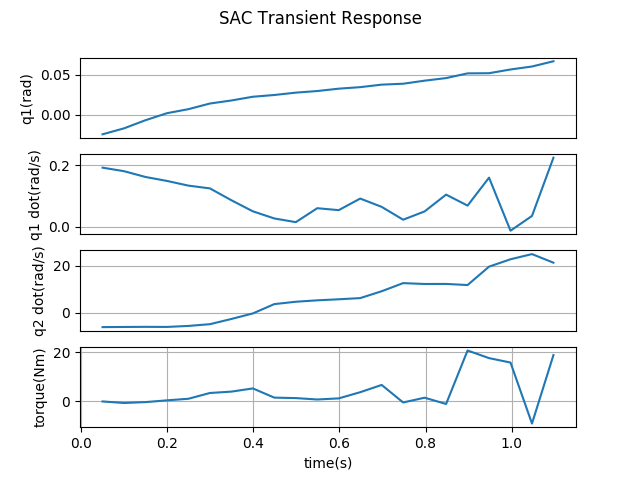 SAC Transient Response
q1(rad)
0.05
0.00
q1 dot(rad/s)
0.2
0.0
q2 dot(rad/s)
20
0
torque(Nm)
20
0
0.0 0.2 0.4 0.6 0.8 1.0
time(s)